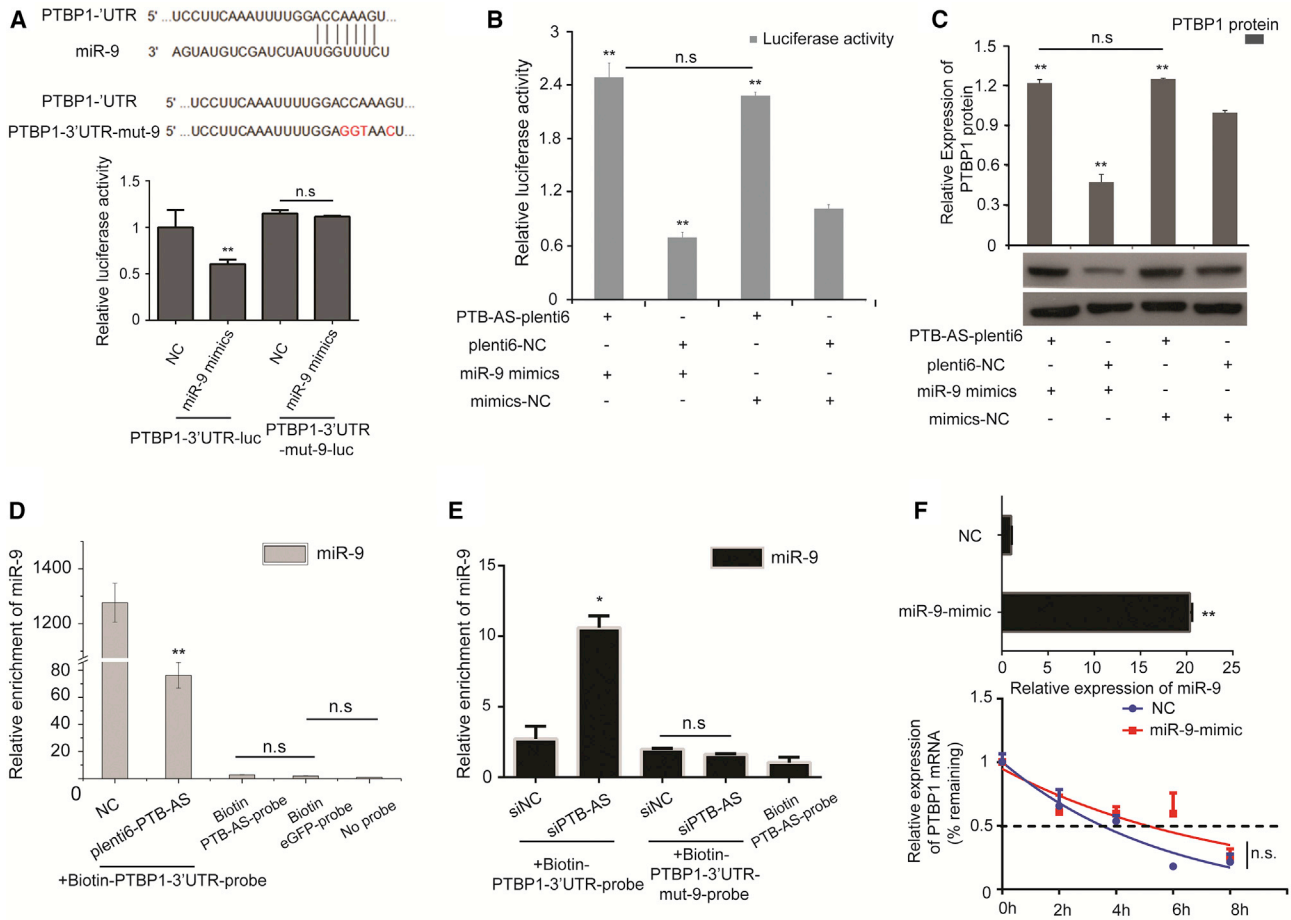 A
PTBP1-'UTR 5' ...UCCUUCAAAUUUUGGACCAAAGU...
miR-9 3' AGUAUGUCGAUCUAUUGGUUUCU
PTBP1-'UTR 5' ...UCCUUCAAAUUUUGGACCAAAGU...
PTBP1-3'UTR-mut-9 5' ...UCCUUCAAAUUUUGGAGGTAACU...
Relative luciferase activity
1.5
1
0.5
0
**
n.s
NC
miR-9 mimics
NC
miR-9 mimics
PTBP1-3'UTR-luc
PTBP1-3'UTR
-mut-9-luc
B
Relative luciferase activity
Luciferase activity
3
2.4
1.8
1.2
0.6
0
**
**
n.s
**
PTB-AS-plenti6 + - + -
plenti6-NC - + - +
miR-9 mimics + + - -
mimics-NC - - + +
C
PTBP1 protein
Relative Expression of
PTBP1 protein
1.5
1.2
0.9
0.6
0.3
0
**
**
n.s
**
PTB-AS-plenti6 + - + -
plenti6-NC - + - +
miR-9 mimics + + - -
mimics-NC - - + +
D
Relative enrichment of miR-9
miR-9
1400
1200
80
60
40
20
0
**
n.s
n.s
NC
plenti6-PTB-AS
Biotin
PTB-AS-probe
Biotin
eGFP-probe
No probe
+Biotin-PTBP1-3'UTR-probe
E
Relative enrichment of miR-9
miR-9
15
10
5
0
*
n.s
siNC
siPTB-AS
siNC
siPTB-AS
Biotin
PTB-AS-probe
+Biotin-
PTBP1-3'UTR-probe
+Biotin-
PTBP1-3'UTR-
mut-9-probe
F
NC
miR-9-mimic
**
0 5 10 15 20 25
Relative expression of miR-9
Relative expression
of PTBP1 mRNA
(% remaining)
1.5
1.0
0.5
0
NC
miR-9-mimic
n.s.
0h 2h 4h 6h 8h